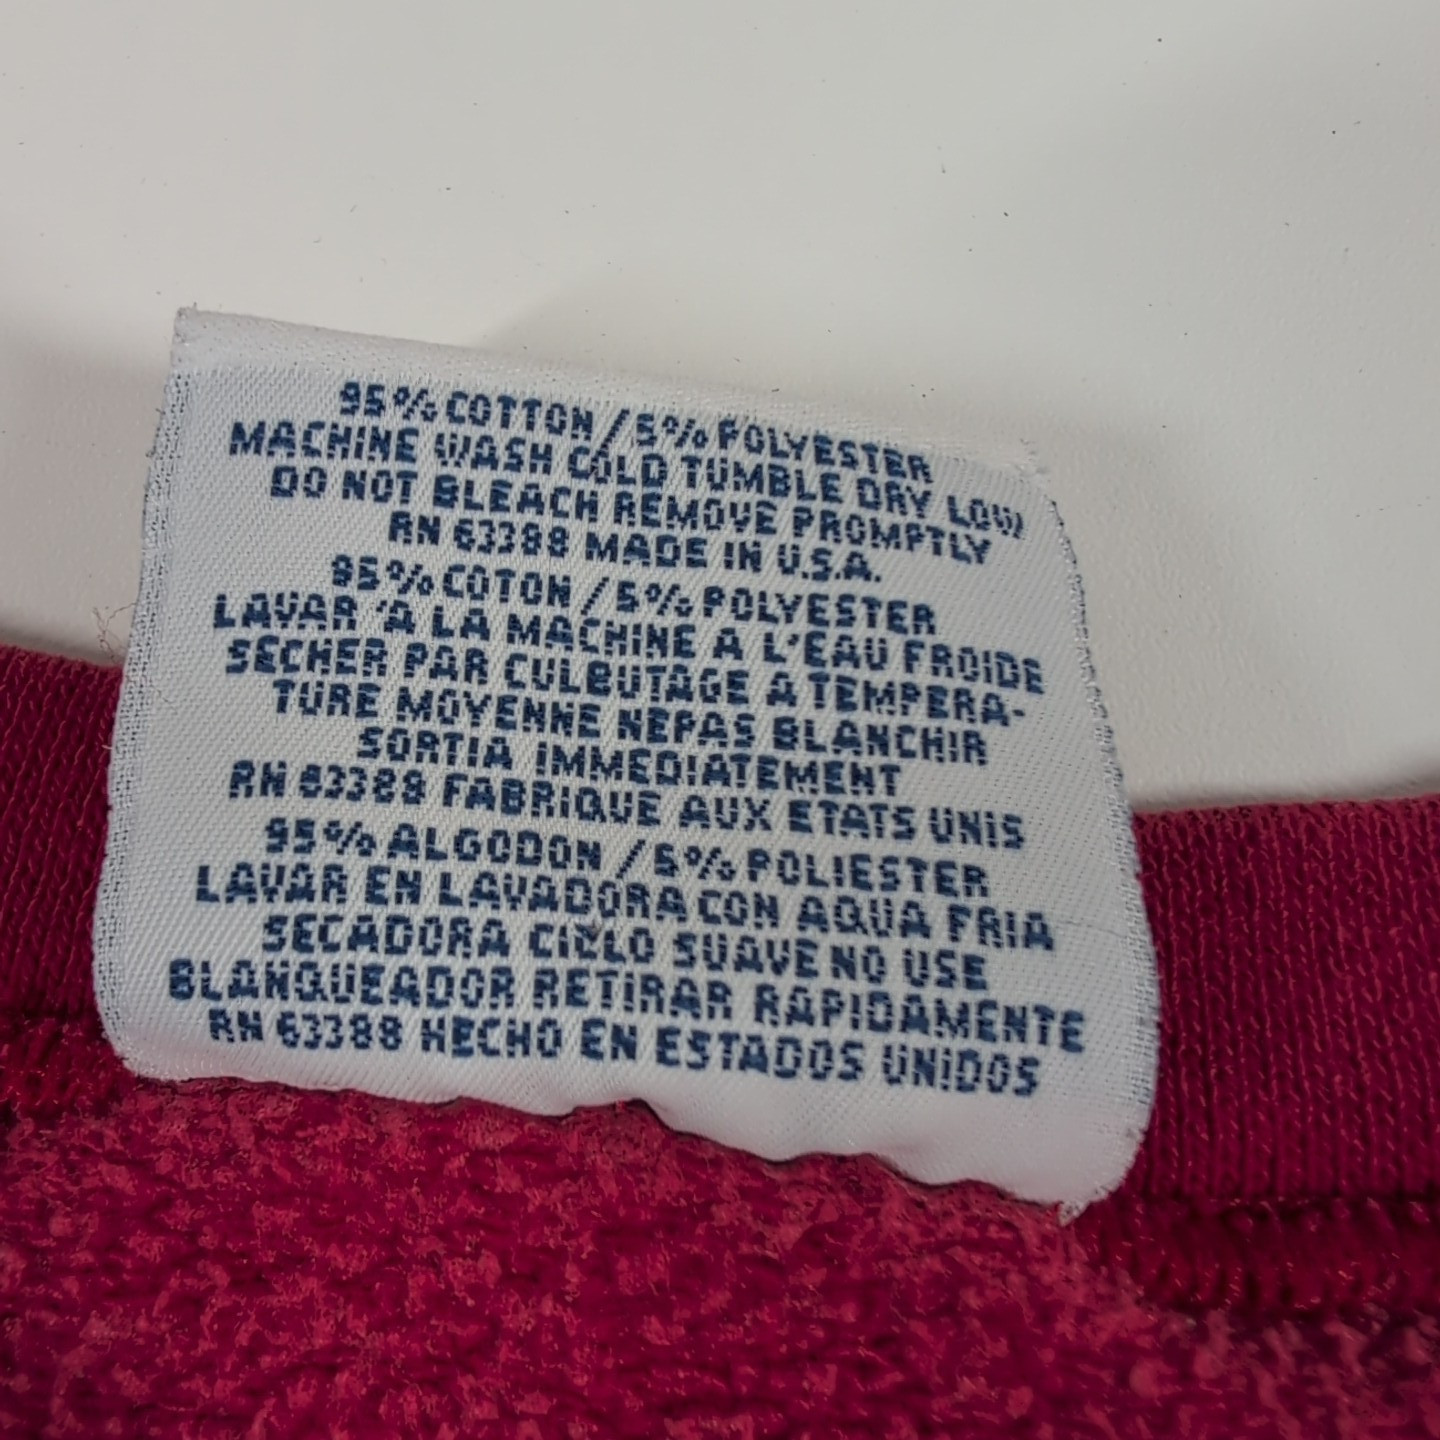 95% COTTON / 5% POLYESTER
MACHINE WASH COLD TUMBLE DRY LOW
DO NOT BLEACH REMOVE PROMPTLY
RN 63388 MADE IN U.S.A.
95% COTON / 5% POLYESTER
LAVAR 'A LA MACHINE A L'EAU FROIDE
SECHER PAR CULBUTAGE A TEMPERA-
TURE MOYENNE NEPAS BLANCHIR
SORTIA IMMEDIATEMENT
RN 63388 FABRIQUE AUX ETATS UNIS
95% ALGODON / 5% POLIESTER
LAVAR EN LAVADORA CON AQUA FRIA
SECADORA CICLO SUAVE NO USE
BLANQUEADOR RETIRAR RAPIDAMENTE
RN 63388 HECHO EN ESTADOS UNIDOS